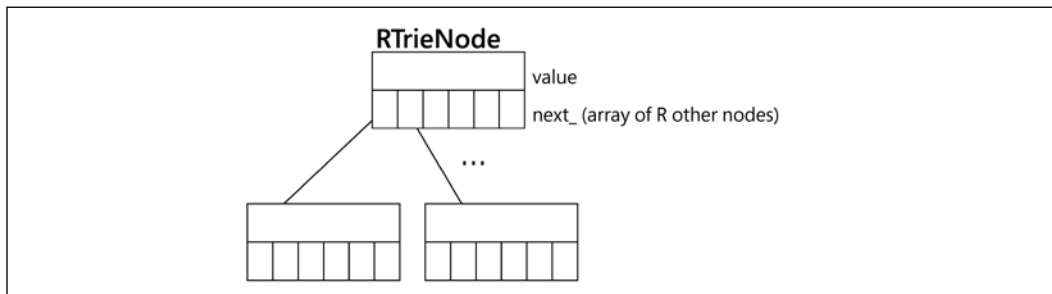 RTrieNode
value
next_ (array of R other nodes)
...